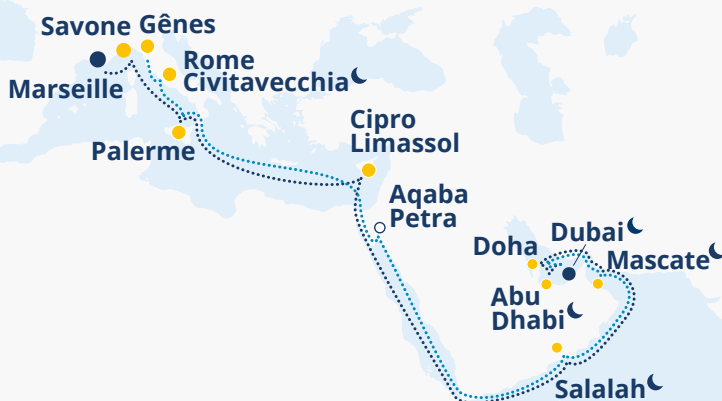 Savone Gênes
Marseille
Rome
Civitavecchia
Palerme
Cipro
Limassol
Aqaba
Petra
Doha
Dubai
Mascate
Abu
Dhabi
Salalah